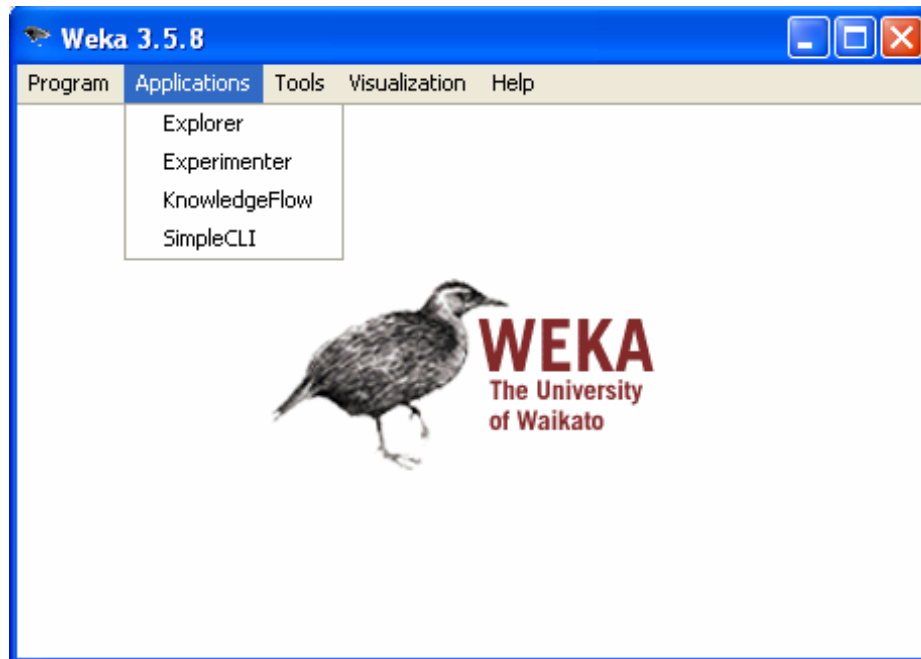 Weka 3.5.8
Program Applications Tools Visualization Help
Explorer
Experimenter
KnowledgeFlow
SimpleCLI
WEKA
The University
of Waikato